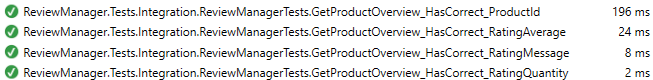 ReviewManager.Tests.Integration.ReviewManagerTests.GetProductOverview_HasCorrect_ProductId 196 ms
ReviewManager.Tests.Integration.ReviewManagerTests.GetProductOverview_HasCorrect_RatingAverage 24 ms
ReviewManager.Tests.Integration.ReviewManagerTests.GetProductOverview_HasCorrect_RatingMessage 8 ms
ReviewManager.Tests.Integration.ReviewManagerTests.GetProductOverview_HasCorrect_RatingQuantity 2 ms